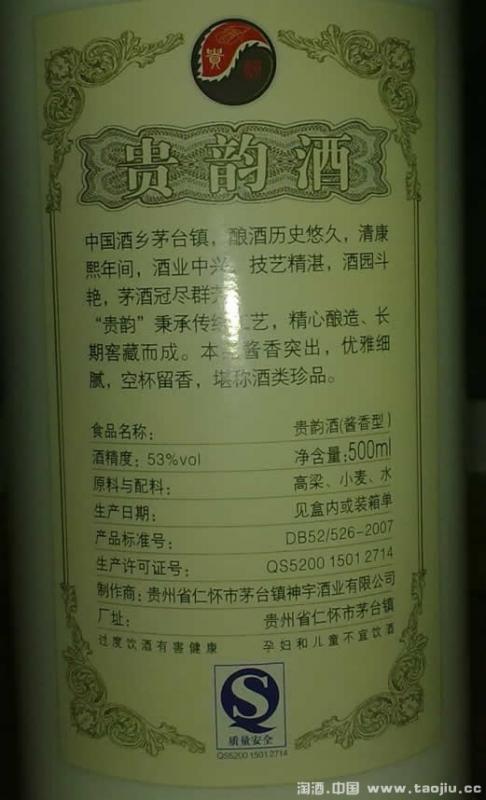 貴
贵韵酒
中国酒乡茅台镇，酿酒历史悠久，清康
熙年间，酒业中兴，技艺精湛，酒园斗
艳，茅酒冠尽群
“贵韵”秉承传统工艺，精心酿造、长
期窖藏而成。本 酱香突出，优雅细
腻，空杯留香，堪称酒类珍品。
食品名称： 贵韵酒(酱香型)
酒精度：53%vol 净含量：500ml
原料与配料： 高粱、小麦、水
生产日期： 见盒内或装箱单
产品标准号： DB52/526-2007
生产许可证号： QS5200 1501 2714
制作商：贵州省仁怀市茅台镇神宇酒业有限公司
厂址： 贵州省仁怀市茅台镇
过度饮酒有害健康 孕妇和儿童不宜饮酒
质量安全
QS5200 1501 2714
淘酒.中国 www.taojiu.cc